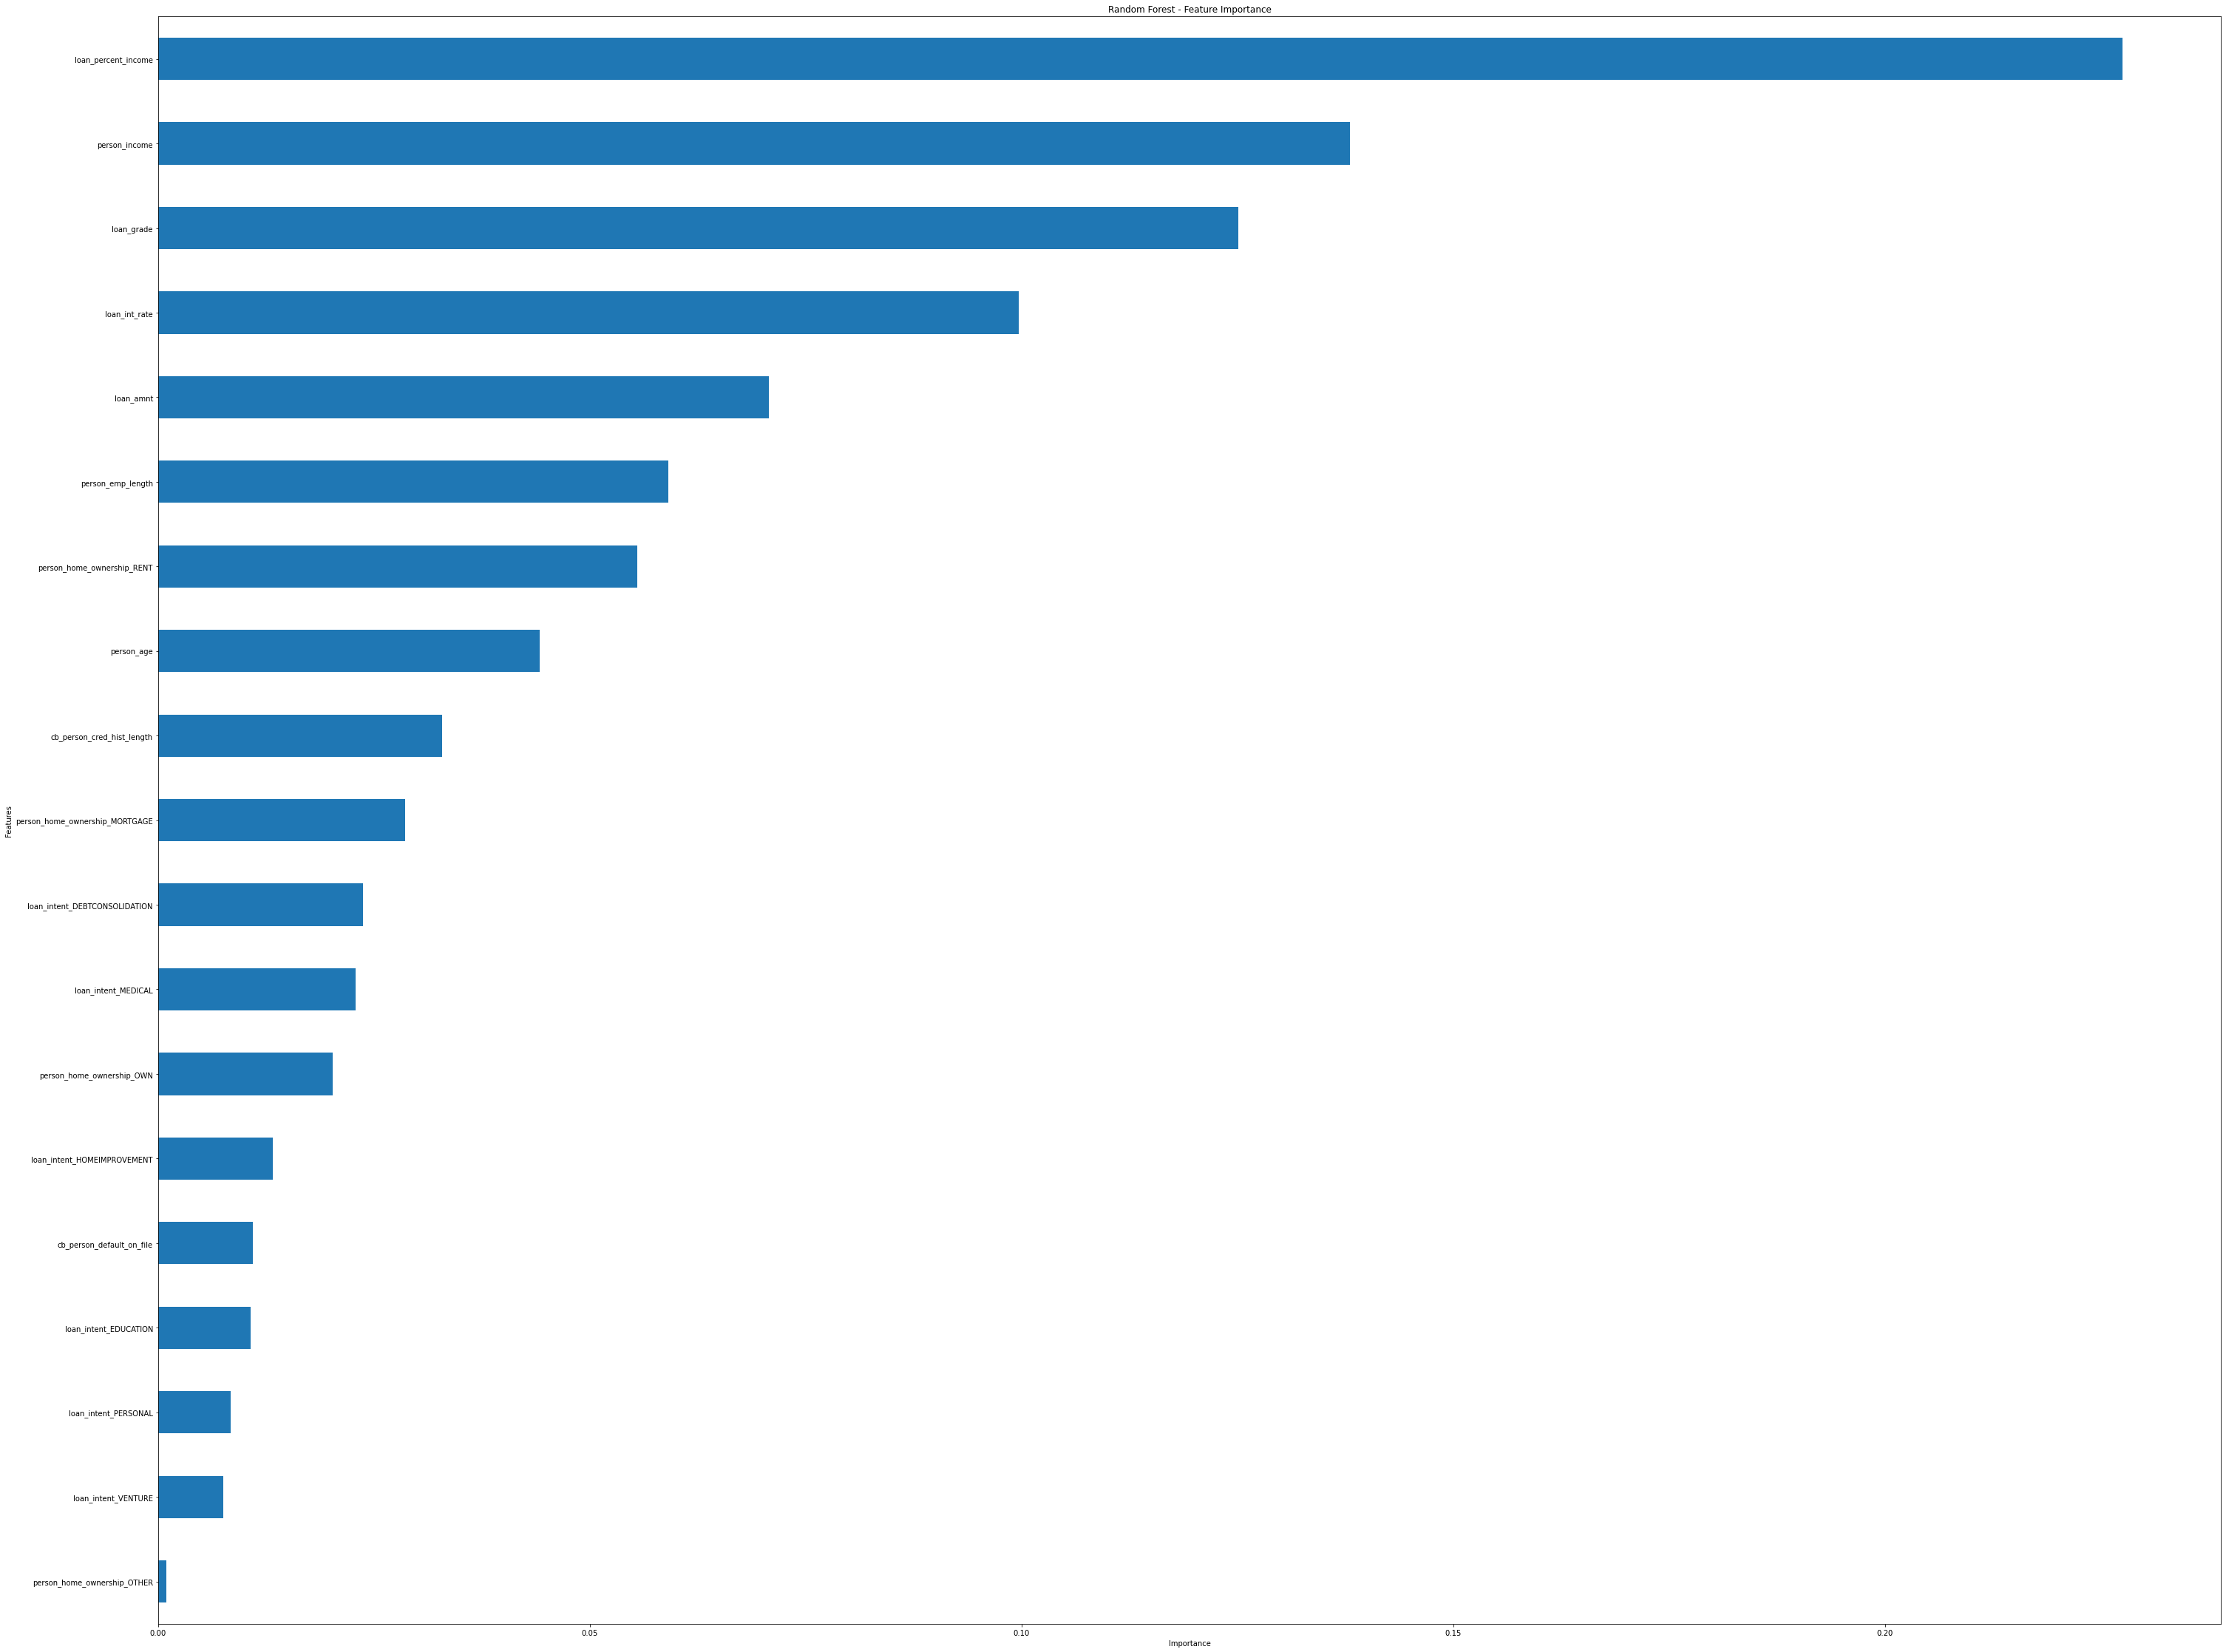 Random Forest - Feature Importance
loan_percent_income
person_income
loan_grade
loan_int_rate
loan_amnt
person_emp_length
person_home_ownership_RENT
person_age
cb_person_cred_hist_length
person_home_ownership_MORTGAGE
loan_intent_DEBTCONSOLIDATION
loan_intent_MEDICAL
person_home_ownership_OWN
loan_intent_HOMEIMPROVEMENT
cb_person_default_on_file
loan_intent_EDUCATION
loan_intent_PERSONAL
loan_intent_VENTURE
person_home_ownership_OTHER
Features
0.00 0.05 0.10 0.15 0.20
Importance